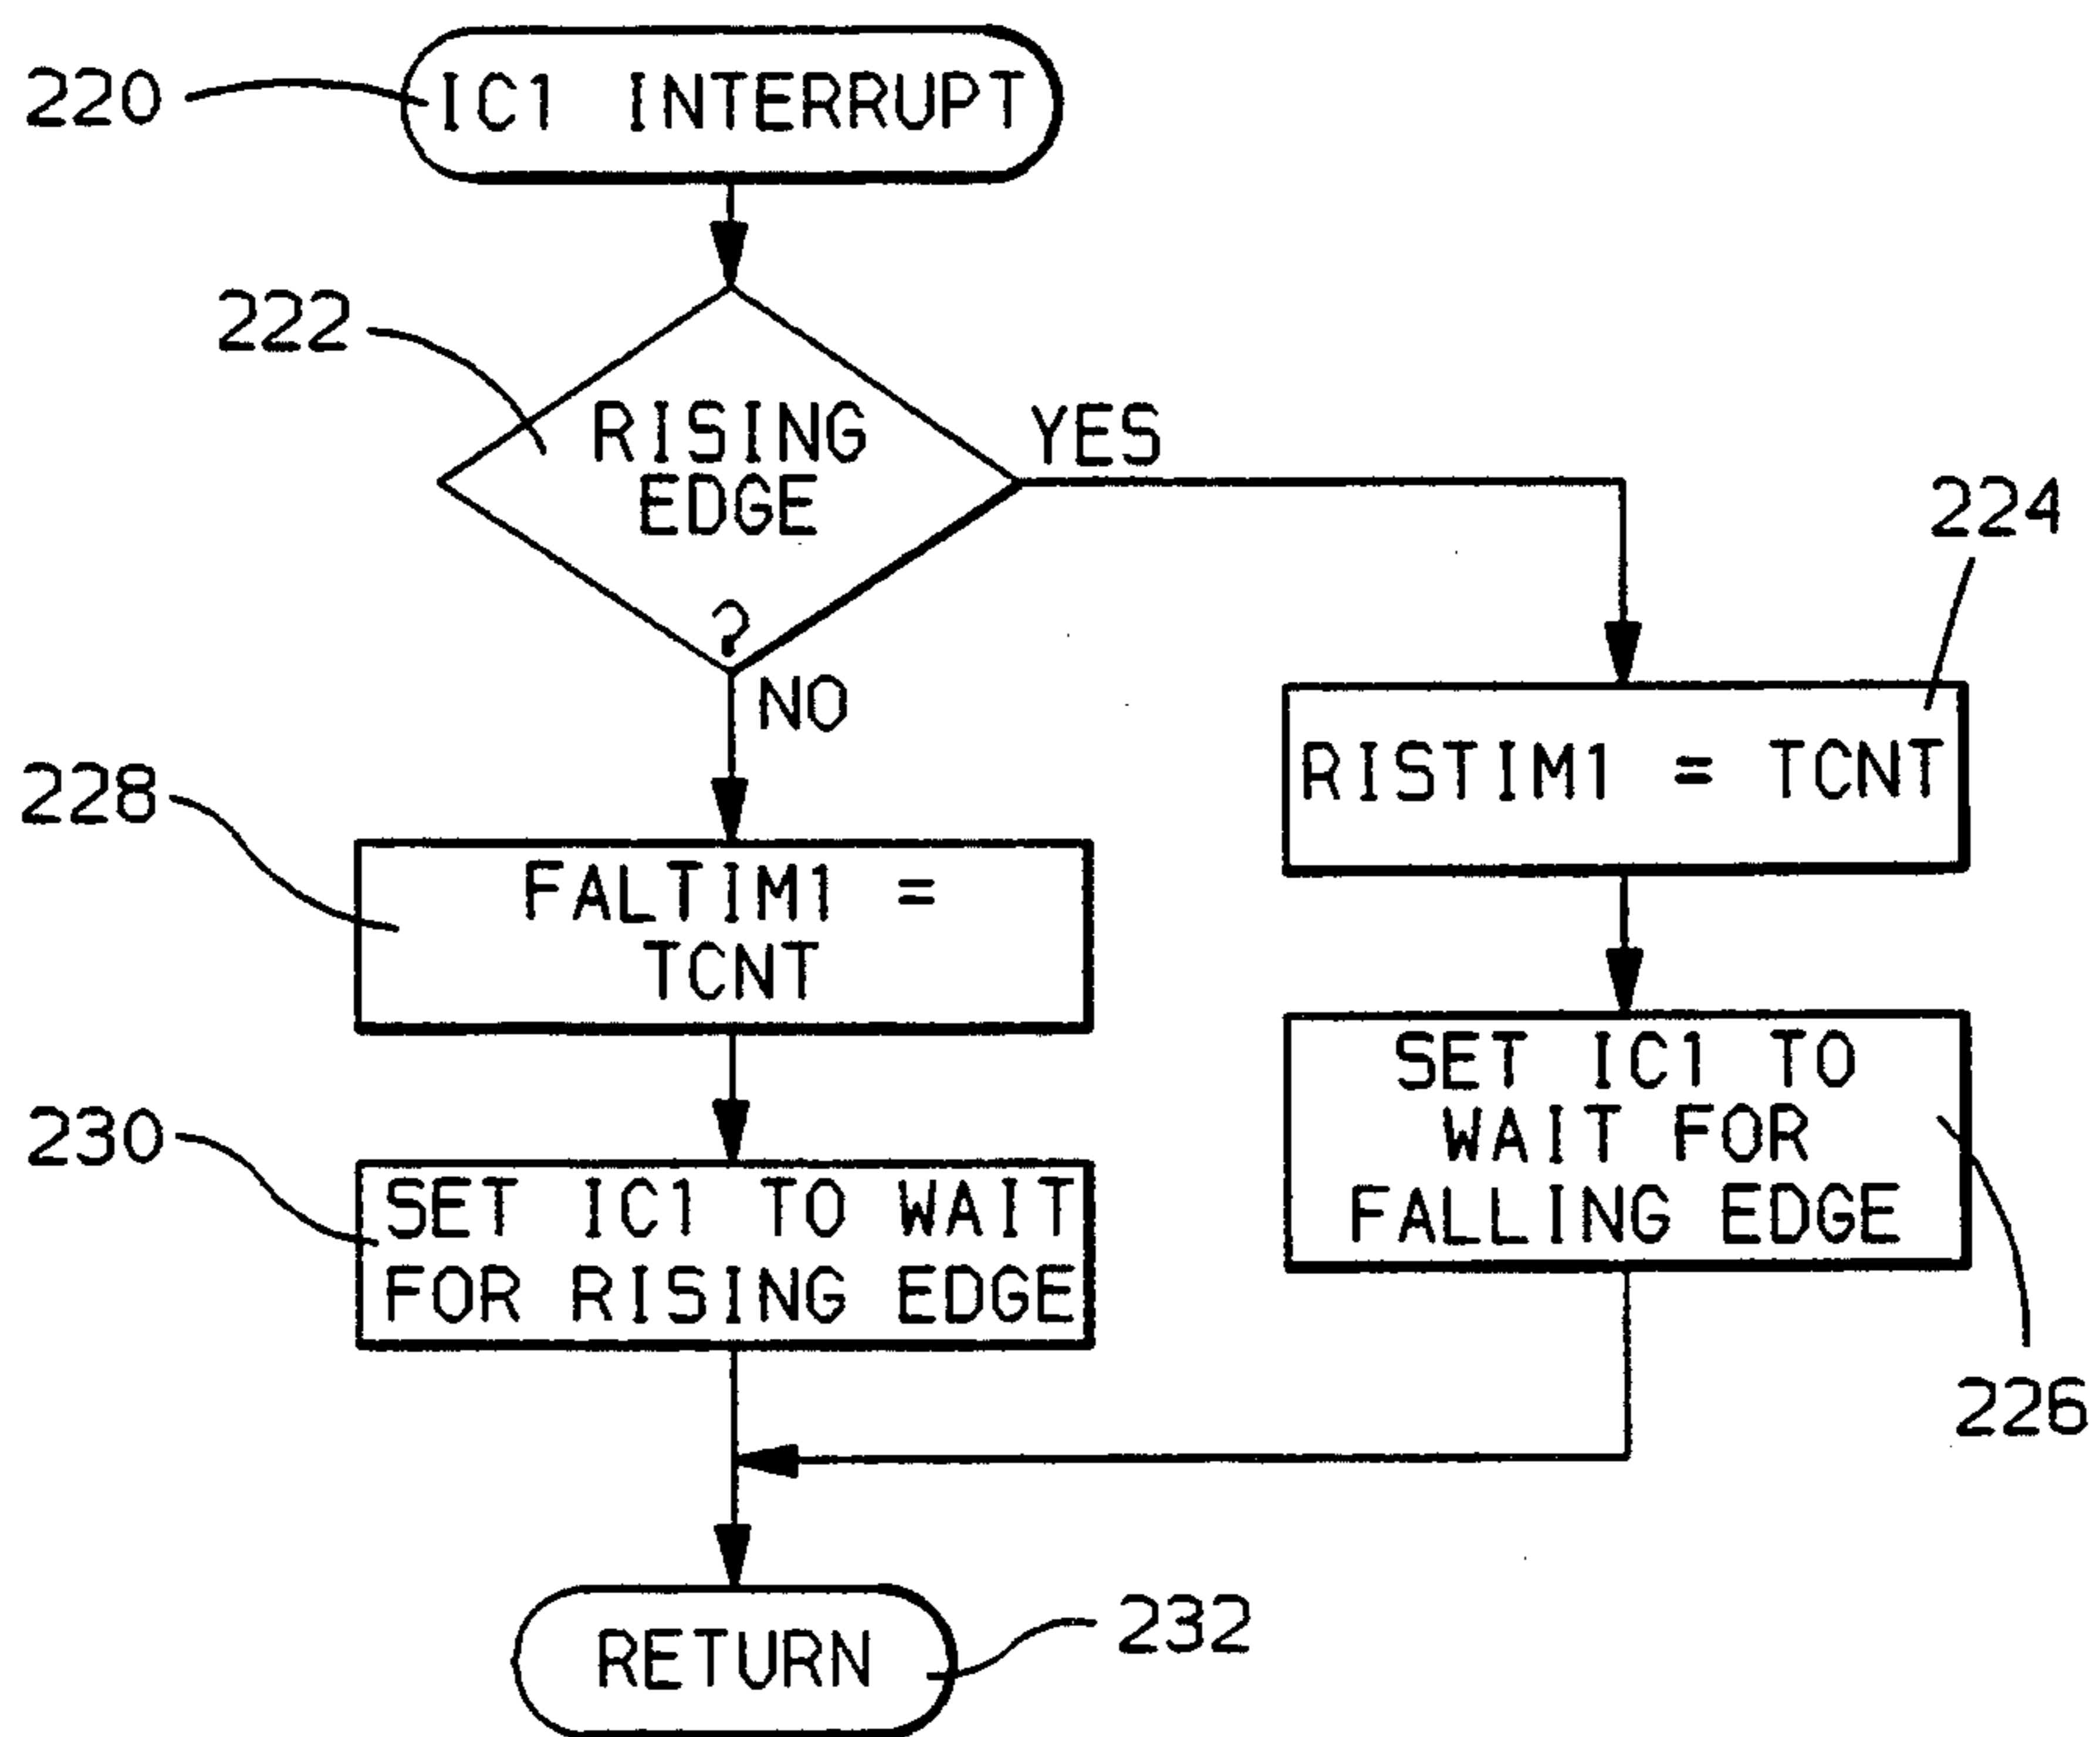 220
IC1 INTERRUPT
222
RISING
EDGE
?
YES
NO
224
RISTIM1 = TCNT
228
FALTIM1 =
TCNT
SET IC1 TO
WAIT FOR
FALLING EDGE
226
230
SET IC1 TO WAIT
FOR RISING EDGE
RETURN
232